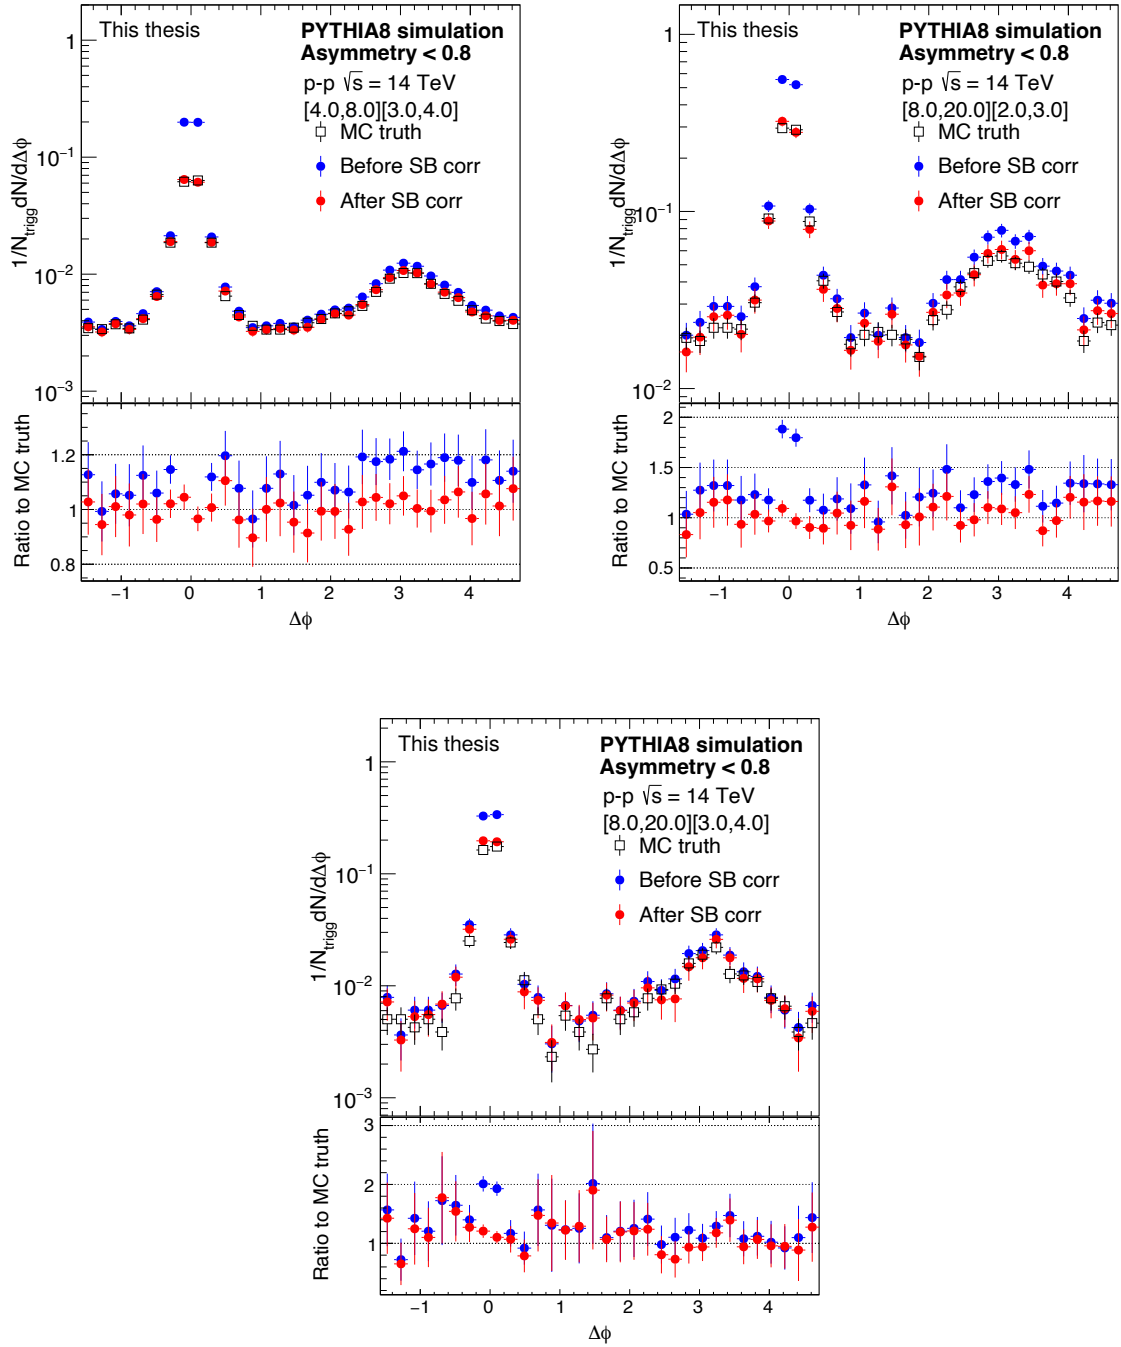 This thesis
PYTHIA8 simulation
Asymmetry < 0.8
p-p √s = 14 TeV
[4.0,8.0][3.0,4.0]
MC truth
Before SB corr
After SB corr
1/N_trigg dN/dΔϕ
1
10⁻¹
10⁻²
10⁻³
Ratio to MC truth
1.2
1
0.8
−1 0 1 2 3 4
Δϕ
This thesis
PYTHIA8 simulation
Asymmetry < 0.8
p-p √s = 14 TeV
[8.0,20.0][2.0,3.0]
MC truth
Before SB corr
After SB corr
1/N_trigg dN/dΔϕ
1
10⁻¹
10⁻²
Ratio to MC truth
2
1.5
1
0.5
−1 0 1 2 3 4
Δϕ
This thesis
PYTHIA8 simulation
Asymmetry < 0.8
p-p √s = 14 TeV
[8.0,20.0][3.0,4.0]
MC truth
Before SB corr
After SB corr
1/N_trigg dN/dΔϕ
1
10⁻¹
10⁻²
10⁻³
Ratio to MC truth
3
2
1
−1 0 1 2 3 4
Δϕ